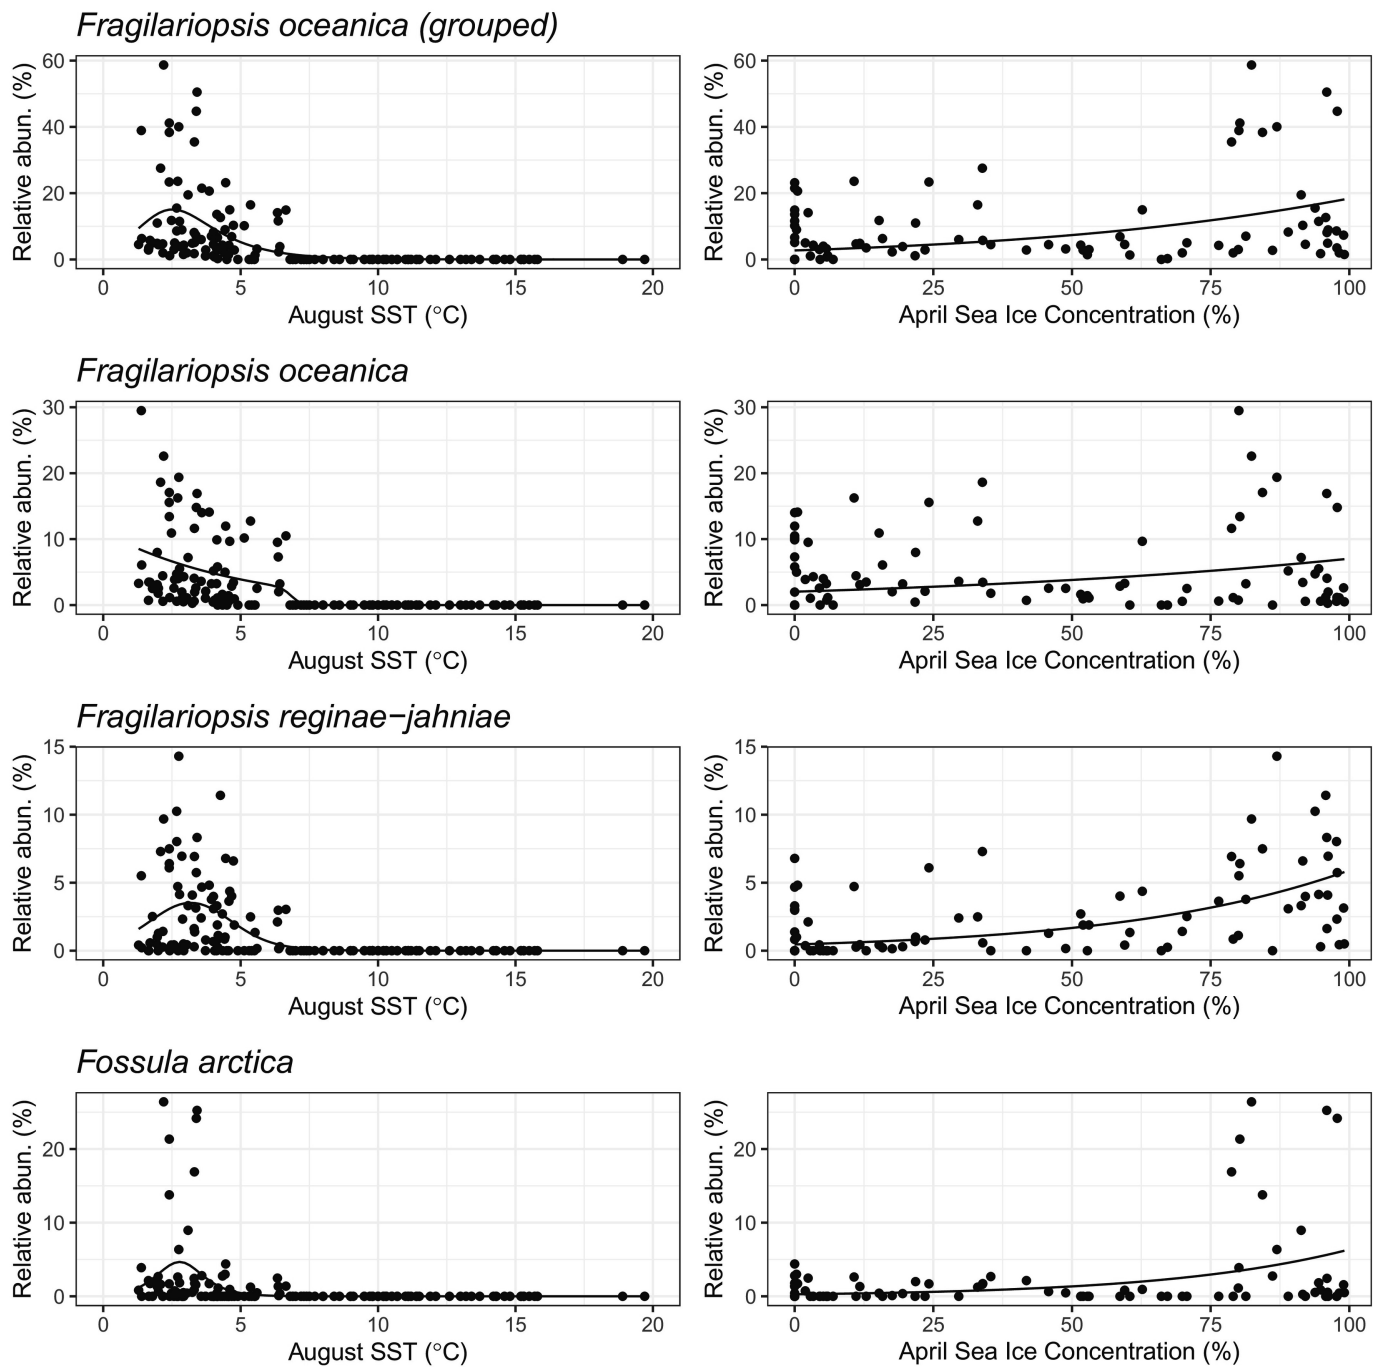 Fragilariopsis oceanica (grouped)
Relative abun. (%)
60
40
20
0
0 5 10 15 20
August SST (°C)
Relative abun. (%)
60
40
20
0
0 25 50 75 100
April Sea Ice Concentration (%)
Fragilariopsis oceanica
Relative abun. (%)
30
20
10
0
0 5 10 15 20
August SST (°C)
Relative abun. (%)
30
20
10
0
0 25 50 75 100
April Sea Ice Concentration (%)
Fragilariopsis reginae−jahniae
Relative abun. (%)
15
10
5
0
0 5 10 15 20
August SST (°C)
Relative abun. (%)
15
10
5
0
0 25 50 75 100
April Sea Ice Concentration (%)
Fossula arctica
Relative abun. (%)
20
10
0
0 5 10 15 20
August SST (°C)
Relative abun. (%)
20
10
0
0 25 50 75 100
April Sea Ice Concentration (%)